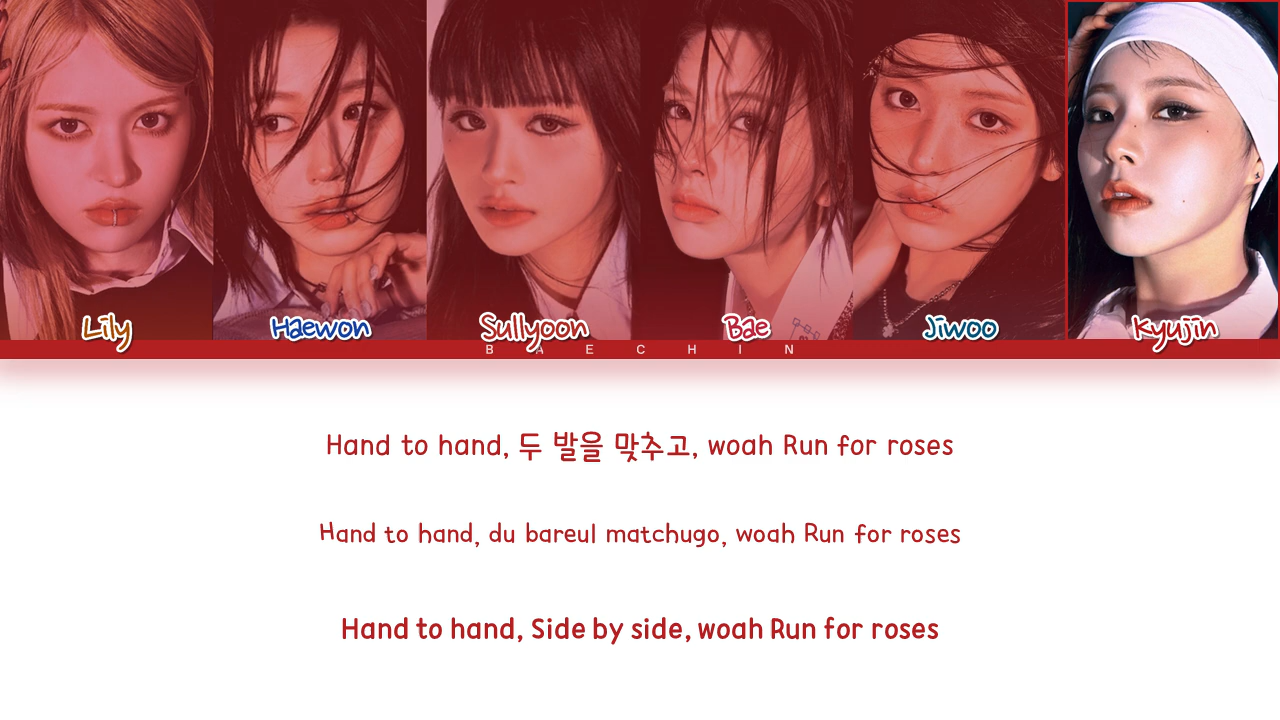 Lily Haewon Sullyoon Bae Jiwoo Kyujin
BAECHIN
Hand to hand, 두 발을 맞추고, woah Run for roses
Hand to hand, du bareul matchugo, woah Run for roses
Hand to hand, Side by side, woah Run for roses